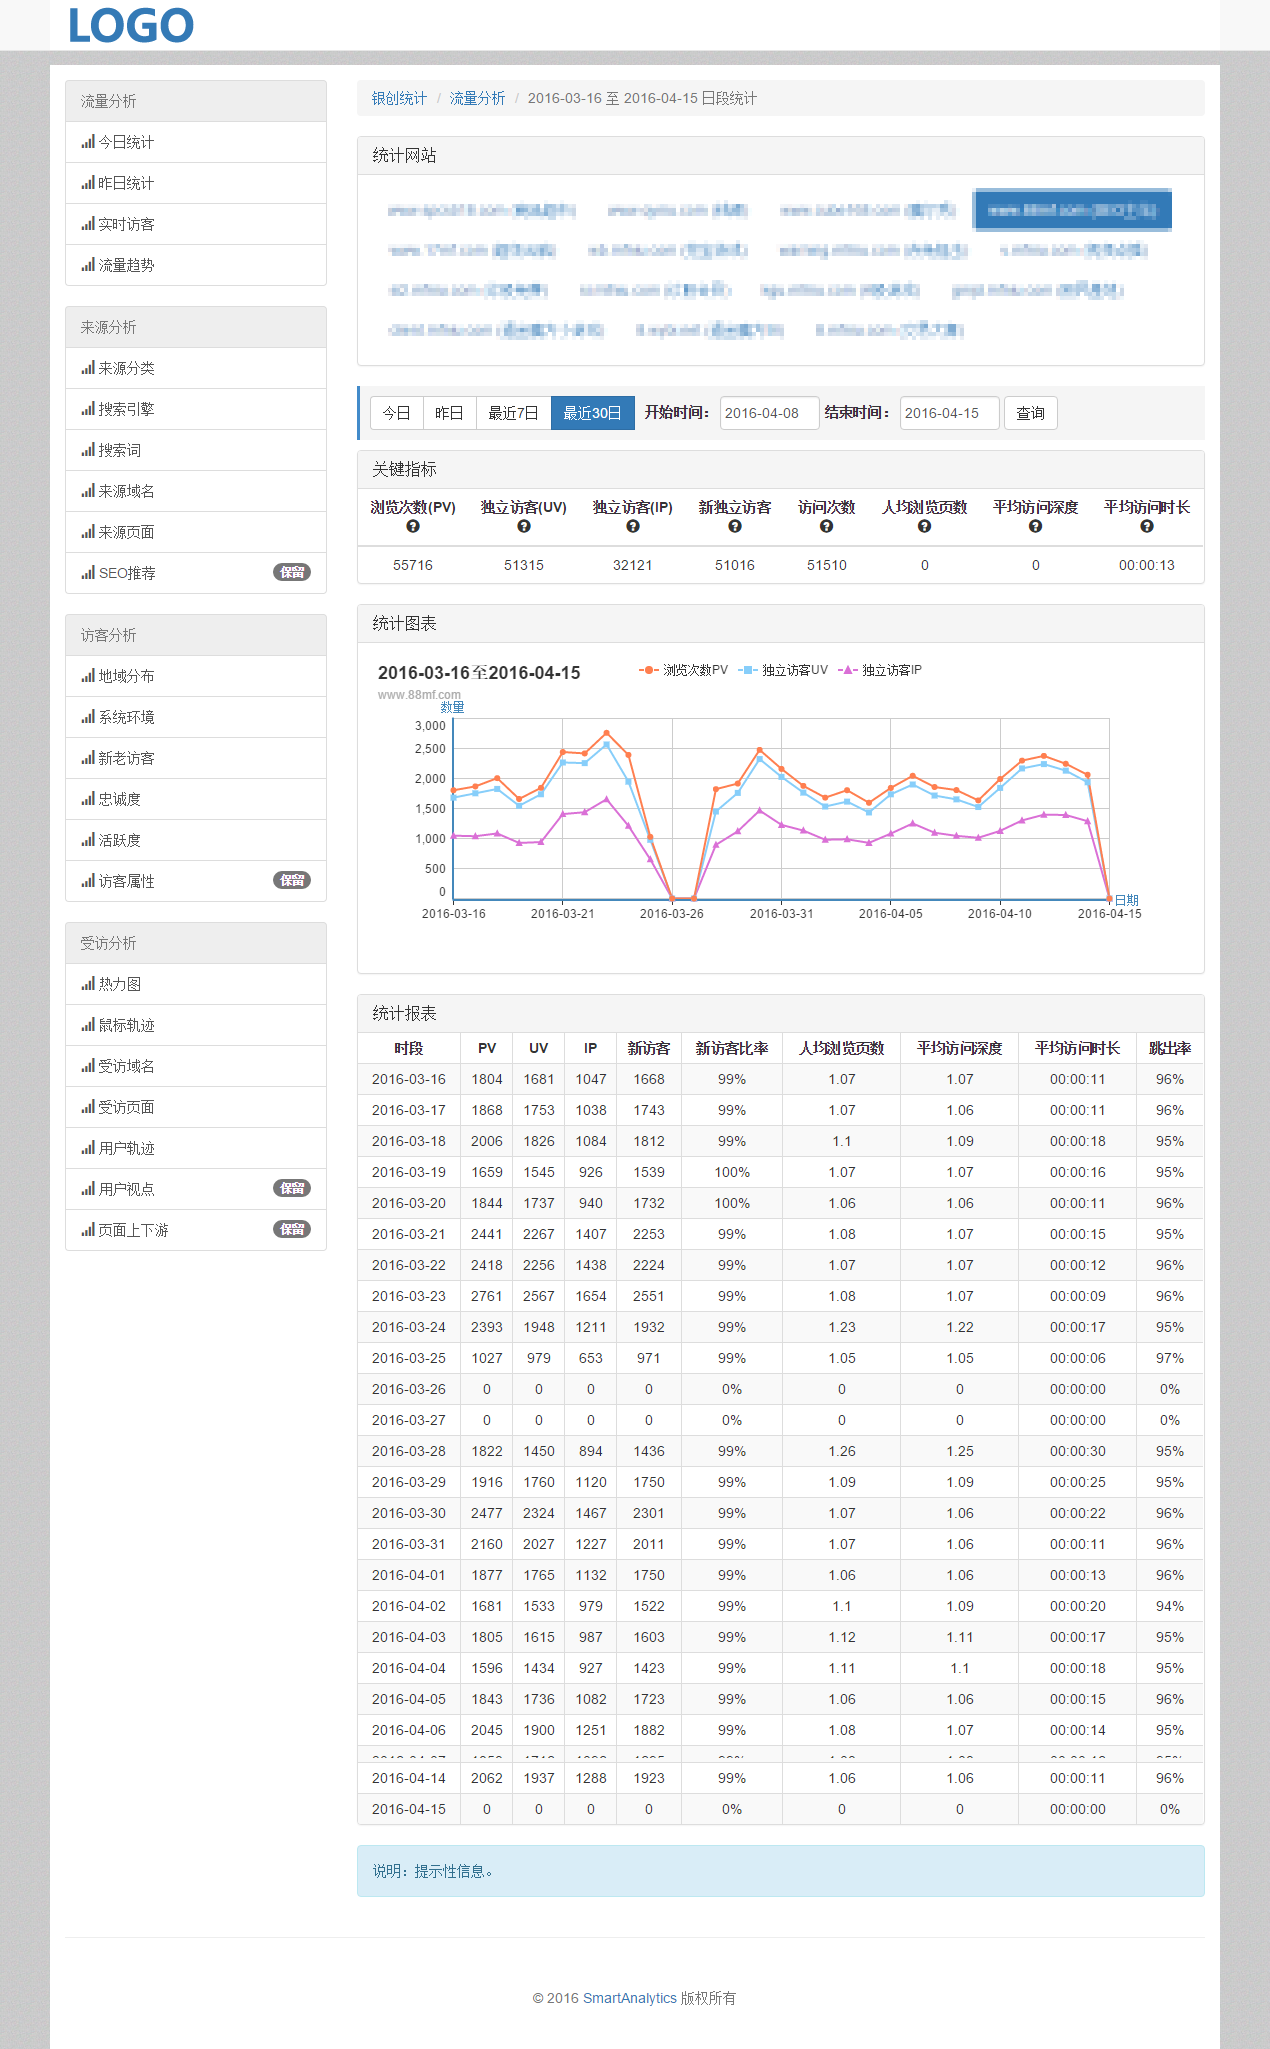 LOGO
流量分析
今日统计
昨日统计
实时访客
流量趋势
来源分析
来源分类
搜索引擎
搜索词
来源域名
来源页面
SEO推荐 保留
访客分析
地域分布
系统环境
新老访客
忠诚度
活跃度
访客属性 保留
受访分析
热力图
鼠标轨迹
受访域名
受访页面
用户轨迹
用户视点 保留
页面上下游 保留
银创统计 / 流量分析 / 2016-03-16 至 2016-04-15 日段统计
统计网站
今日 昨日 最近7日 最近30日 开始时间： 2016-04-08 结束时间： 2016-04-15 查询
关键指标
浏览次数(PV) 独立访客(UV) 独立访客(IP) 新独立访客 访问次数 人均浏览页数 平均访问深度 平均访问时长
55716 51315 32121 51016 51510 0 0 00:00:13
统计图表
2016-03-16至2016-04-15 浏览次数PV 独立访客UV 独立访客IP
www.88mf.com
数量
3,000
2,500
2,000
1,500
1,000
500
0
日期
2016-03-16 2016-03-21 2016-03-26 2016-03-31 2016-04-05 2016-04-10 2016-04-15
统计报表
时段 PV UV IP 新访客 新访客比率 人均浏览页数 平均访问深度 平均访问时长 跳出率
2016-03-16 1804 1681 1047 1668 99% 1.07 1.07 00:00:11 96%
2016-03-17 1868 1753 1038 1743 99% 1.07 1.06 00:00:11 96%
2016-03-18 2006 1826 1084 1812 99% 1.1 1.09 00:00:18 95%
2016-03-19 1659 1545 926 1539 100% 1.07 1.07 00:00:16 95%
2016-03-20 1844 1737 940 1732 100% 1.06 1.06 00:00:11 96%
2016-03-21 2441 2267 1407 2253 99% 1.08 1.07 00:00:15 95%
2016-03-22 2418 2256 1438 2224 99% 1.07 1.07 00:00:12 96%
2016-03-23 2761 2567 1654 2551 99% 1.08 1.07 00:00:09 96%
2016-03-24 2393 1948 1211 1932 99% 1.23 1.22 00:00:17 95%
2016-03-25 1027 979 653 971 99% 1.05 1.05 00:00:06 97%
2016-03-26 0 0 0 0 0% 0 0 00:00:00 0%
2016-03-27 0 0 0 0 0% 0 0 00:00:00 0%
2016-03-28 1822 1450 894 1436 99% 1.26 1.25 00:00:30 95%
2016-03-29 1916 1760 1120 1750 99% 1.09 1.09 00:00:25 95%
2016-03-30 2477 2324 1467 2301 99% 1.07 1.06 00:00:22 96%
2016-03-31 2160 2027 1227 2011 99% 1.07 1.06 00:00:11 96%
2016-04-01 1877 1765 1132 1750 99% 1.06 1.06 00:00:13 96%
2016-04-02 1681 1533 979 1522 99% 1.1 1.09 00:00:20 94%
2016-04-03 1805 1615 987 1603 99% 1.12 1.11 00:00:17 95%
2016-04-04 1596 1434 927 1423 99% 1.11 1.1 00:00:18 95%
2016-04-05 1843 1736 1082 1723 99% 1.06 1.06 00:00:15 96%
2016-04-06 2045 1900 1251 1882 99% 1.08 1.07 00:00:14 95%
2016-04-14 2062 1937 1288 1923 99% 1.06 1.06 00:00:11 96%
2016-04-15 0 0 0 0 0% 0 0 00:00:00 0%
说明：提示性信息。
© 2016 SmartAnalytics 版权所有